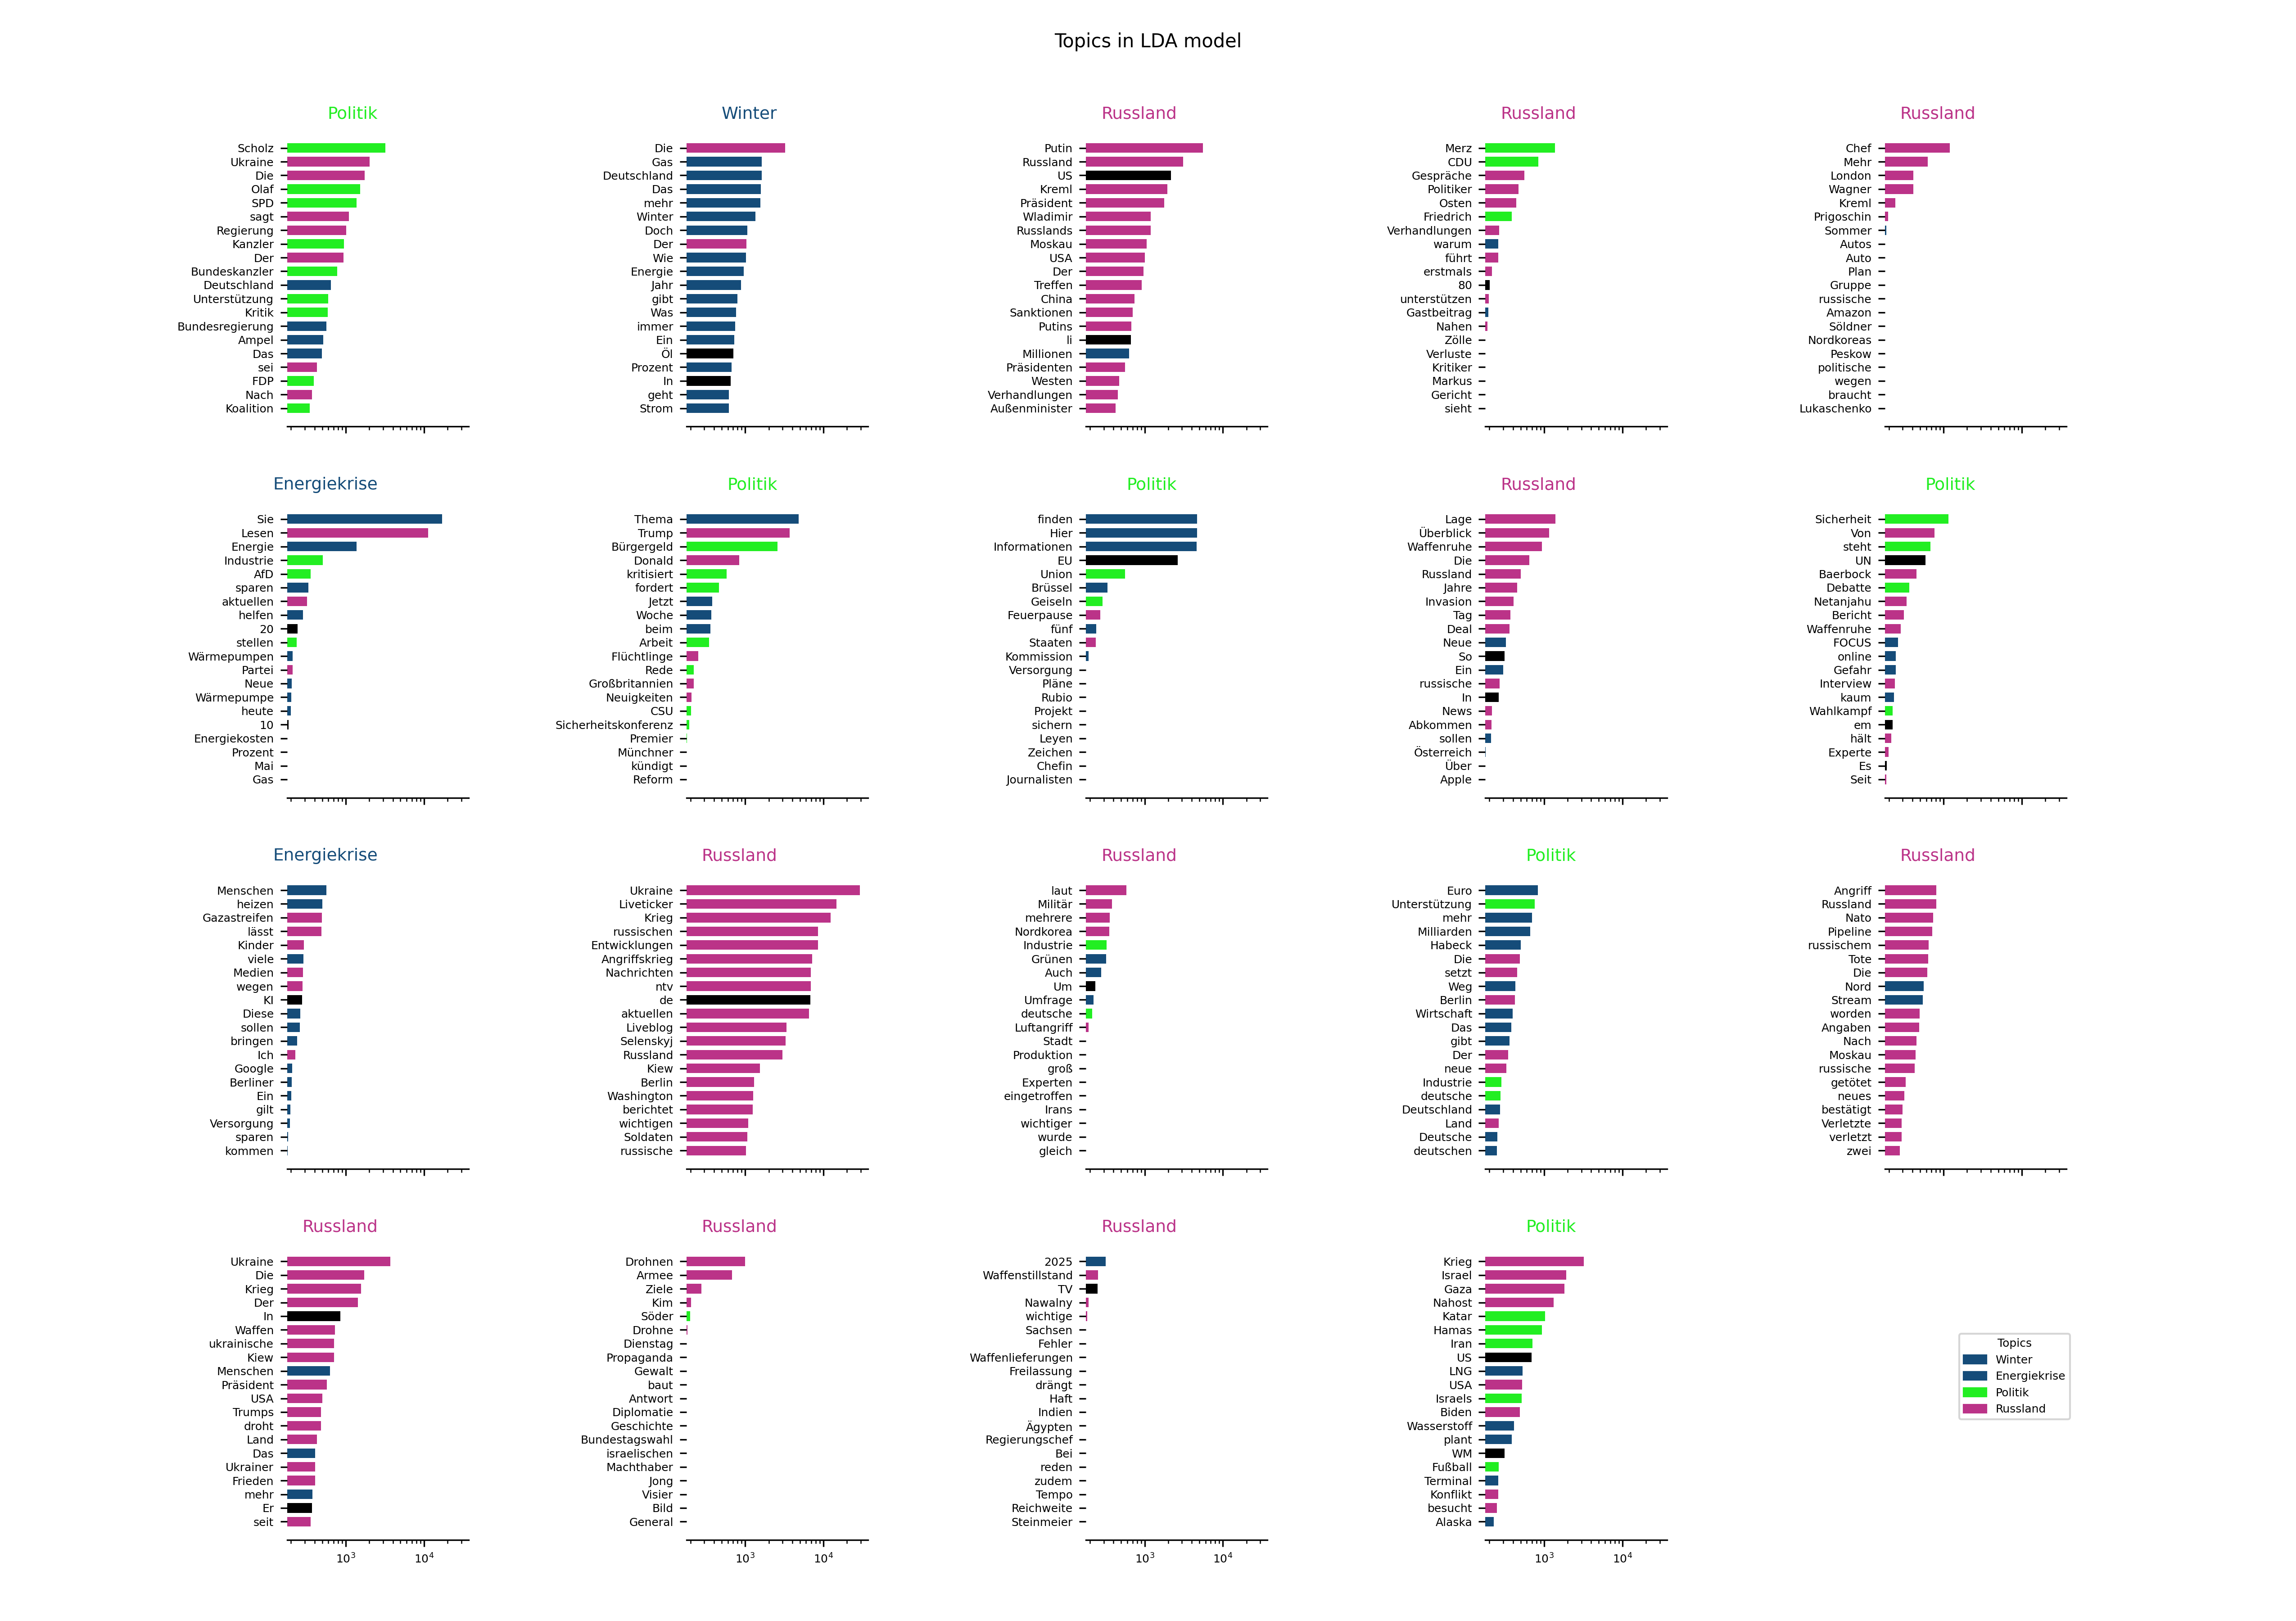 Topics in LDA model
Politik
Scholz
Ukraine
Die
Olaf
SPD
sagt
Regierung
Kanzler
Der
Bundeskanzler
Deutschland
Unterstützung
Kritik
Bundesregierung
Ampel
Das
sei
FDP
Nach
Koalition
Winter
Die
Gas
Deutschland
Das
mehr
Winter
Doch
Der
Wie
Energie
Jahr
gibt
Was
immer
Ein
Öl
Prozent
In
geht
Strom
Russland
Putin
Russland
US
Kreml
Präsident
Wladimir
Russlands
Moskau
USA
Der
Treffen
China
Sanktionen
Putins
li
Millionen
Präsidenten
Westen
Verhandlungen
Außenminister
Russland
Merz
CDU
Gespräche
Politiker
Osten
Friedrich
Verhandlungen
warum
führt
erstmals
80
unterstützen
Gastbeitrag
Nahen
Zölle
Verluste
Kritiker
Markus
Gericht
sieht
Russland
Chef
Mehr
London
Wagner
Kreml
Prigoschin
Sommer
Autos
Auto
Plan
Gruppe
russische
Amazon
Söldner
Nordkoreas
Peskow
politische
wegen
braucht
Lukaschenko
Energiekrise
Sie
Lesen
Energie
Industrie
AfD
sparen
aktuellen
helfen
20
stellen
Wärmepumpen
Partei
Neue
Wärmepumpe
heute
10
Energiekosten
Prozent
Mai
Gas
Politik
Thema
Trump
Bürgergeld
Donald
kritisiert
fordert
Jetzt
Woche
beim
Arbeit
Flüchtlinge
Rede
Großbritannien
Neuigkeiten
CSU
Sicherheitskonferenz
Premier
Münchner
kündigt
Reform
Politik
finden
Hier
Informationen
EU
Union
Brüssel
Geiseln
Feuerpause
fünf
Staaten
Kommission
Versorgung
Pläne
Rubio
Projekt
sichern
Leyen
Zeichen
Chefin
Journalisten
Russland
Lage
Überblick
Waffenruhe
Die
Russland
Jahre
Invasion
Tag
Deal
Neue
So
Ein
russische
In
News
Abkommen
sollen
Österreich
Über
Apple
Politik
Sicherheit
Von
steht
UN
Baerbock
Debatte
Netanjahu
Bericht
Waffenruhe
FOCUS
online
Gefahr
Interview
kaum
Wahlkampf
em
hält
Experte
Es
Seit
Energiekrise
Menschen
heizen
Gazastreifen
lässt
Kinder
viele
Medien
wegen
KI
Diese
sollen
bringen
Ich
Google
Berliner
Ein
gilt
Versorgung
sparen
kommen
Russland
Ukraine
Liveticker
Krieg
russischen
Entwicklungen
Angriffskrieg
Nachrichten
ntv
de
aktuellen
Liveblog
Selenskyj
Russland
Kiew
Berlin
Washington
berichtet
wichtigen
Soldaten
russische
Russland
laut
Militär
mehrere
Nordkorea
Industrie
Grünen
Auch
Um
Umfrage
deutsche
Luftangriff
Stadt
Produktion
groß
Experten
eingetroffen
Irans
wichtiger
wurde
gleich
Politik
Euro
Unterstützung
mehr
Milliarden
Habeck
Die
setzt
Weg
Berlin
Wirtschaft
Das
gibt
Der
neue
Industrie
deutsche
Deutschland
Land
Deutsche
deutschen
Russland
Angriff
Russland
Nato
Pipeline
russischem
Tote
Die
Nord
Stream
worden
Angaben
Nach
Moskau
russische
getötet
neues
bestätigt
Verletzte
verletzt
zwei
Russland
Ukraine
Die
Krieg
Der
In
Waffen
ukrainische
Kiew
Menschen
Präsident
USA
Trumps
droht
Land
Das
Ukrainer
Frieden
mehr
Er
seit
10³ 10⁴
Russland
Drohnen
Armee
Ziele
Kim
Söder
Drohne
Dienstag
Propaganda
Gewalt
baut
Antwort
Diplomatie
Geschichte
Bundestagswahl
israelischen
Machthaber
Jong
Visier
Bild
General
10³ 10⁴
Russland
2025
Waffenstillstand
TV
Nawalny
wichtige
Sachsen
Fehler
Waffenlieferungen
Freilassung
drängt
Haft
Indien
Ägypten
Regierungschef
Bei
reden
zudem
Tempo
Reichweite
Steinmeier
10³ 10⁴
Politik
Krieg
Israel
Gaza
Nahost
Katar
Hamas
Iran
US
LNG
USA
Israels
Biden
Wasserstoff
plant
WM
Fußball
Terminal
Konflikt
besucht
Alaska
10³ 10⁴
Topics
Winter
Energiekrise
Politik
Russland